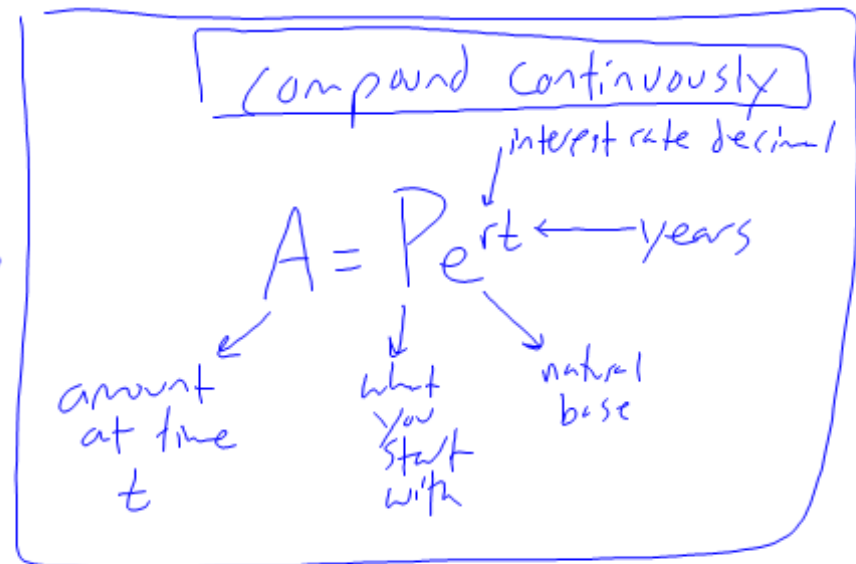 Compound Continuously
interest rate decimal
A = Pe^rt ← years
amount
at time
t
what
you
start
with
natural
base